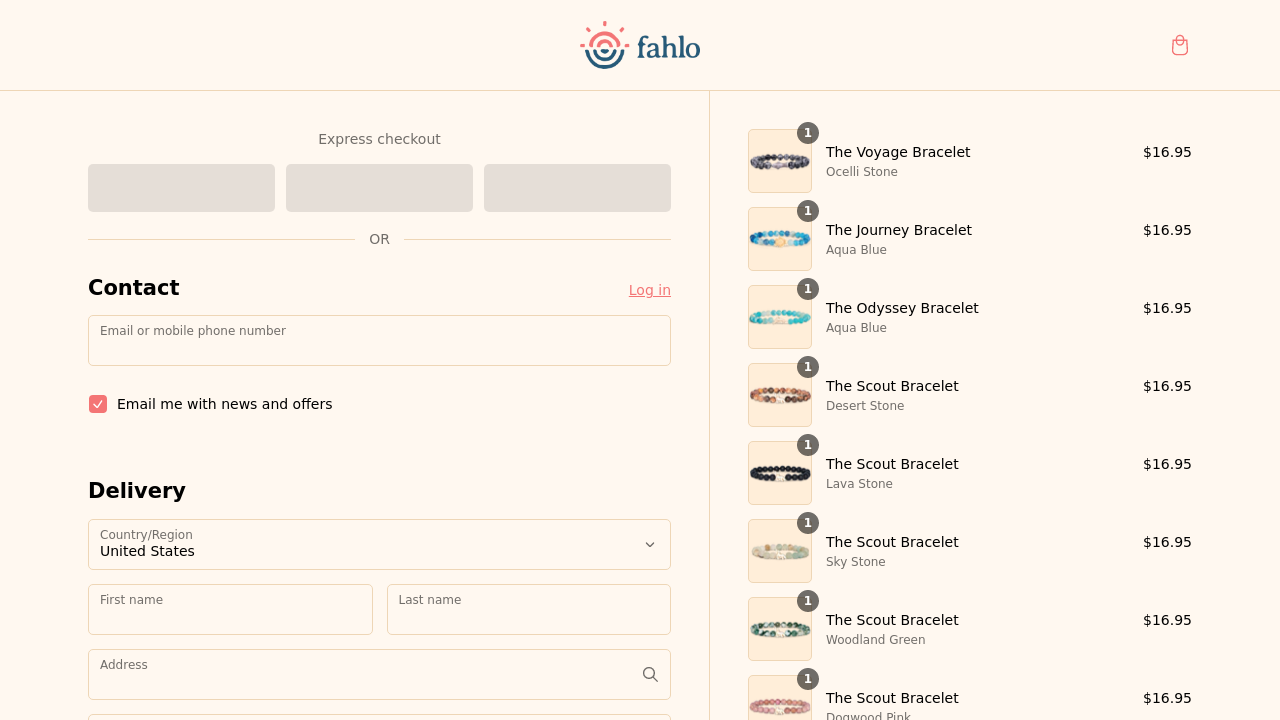 fahlo
Express checkout
OR
Contact
Log in
Email or mobile phone number
Email me with news and offers
Delivery
Country/Region
United States
First name
Last name
Address
1
The Voyage Bracelet
Ocelli Stone
$16.95
1
The Journey Bracelet
Aqua Blue
$16.95
1
The Odyssey Bracelet
Aqua Blue
$16.95
1
The Scout Bracelet
Desert Stone
$16.95
1
The Scout Bracelet
Lava Stone
$16.95
1
The Scout Bracelet
Sky Stone
$16.95
1
The Scout Bracelet
Woodland Green
$16.95
1
The Scout Bracelet
Dogwood Pink
$16.95